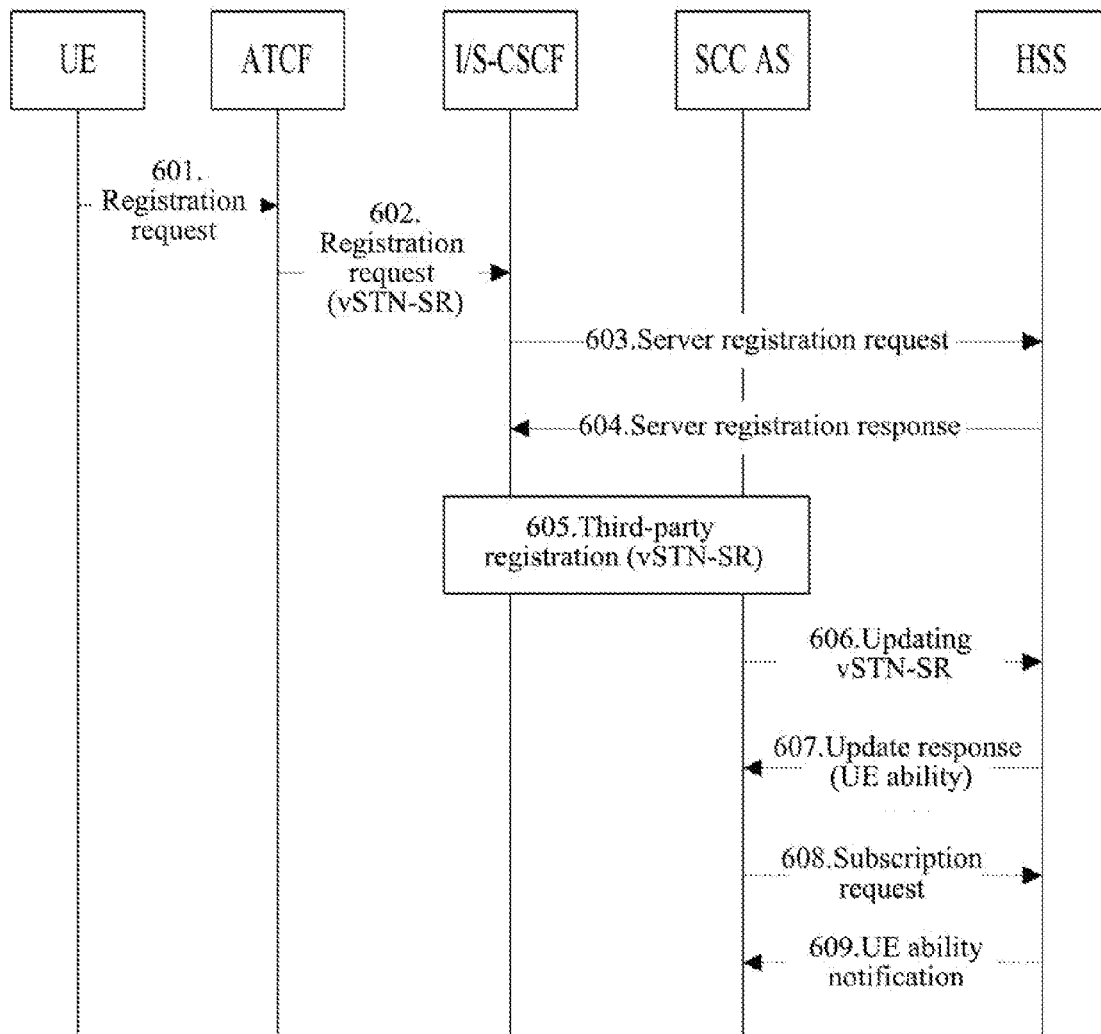 UE
ATCF
I/S-CSCF
SCC AS
HSS
601.
Registration
request
602.
Registration
request
(vSTN-SR)
603.Server registration request
604.Server registration response
605.Third-party
registration (vSTN-SR)
606.Updating
vSTN-SR
607.Update response
(UE ability)
608.Subscription
request
609.UE ability
notification